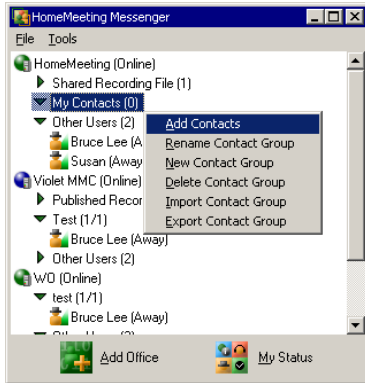 HomeMeeting Messenger
File Tools
HomeMeeting (Online)
Shared Recording File (1)
My Contacts (0)
Other Users (2)
Add Contacts
Bruce Lee (A
Rename Contact Group
Susan (Away
New Contact Group
Violet MMC (Online)
Delete Contact Group
Published Recor
Import Contact Group
Test (1/1)
Export Contact Group
Bruce Lee (Away)
Other Users (2)
WO (Online)
test (1/1)
Bruce Lee (Away)
Add Office My Status